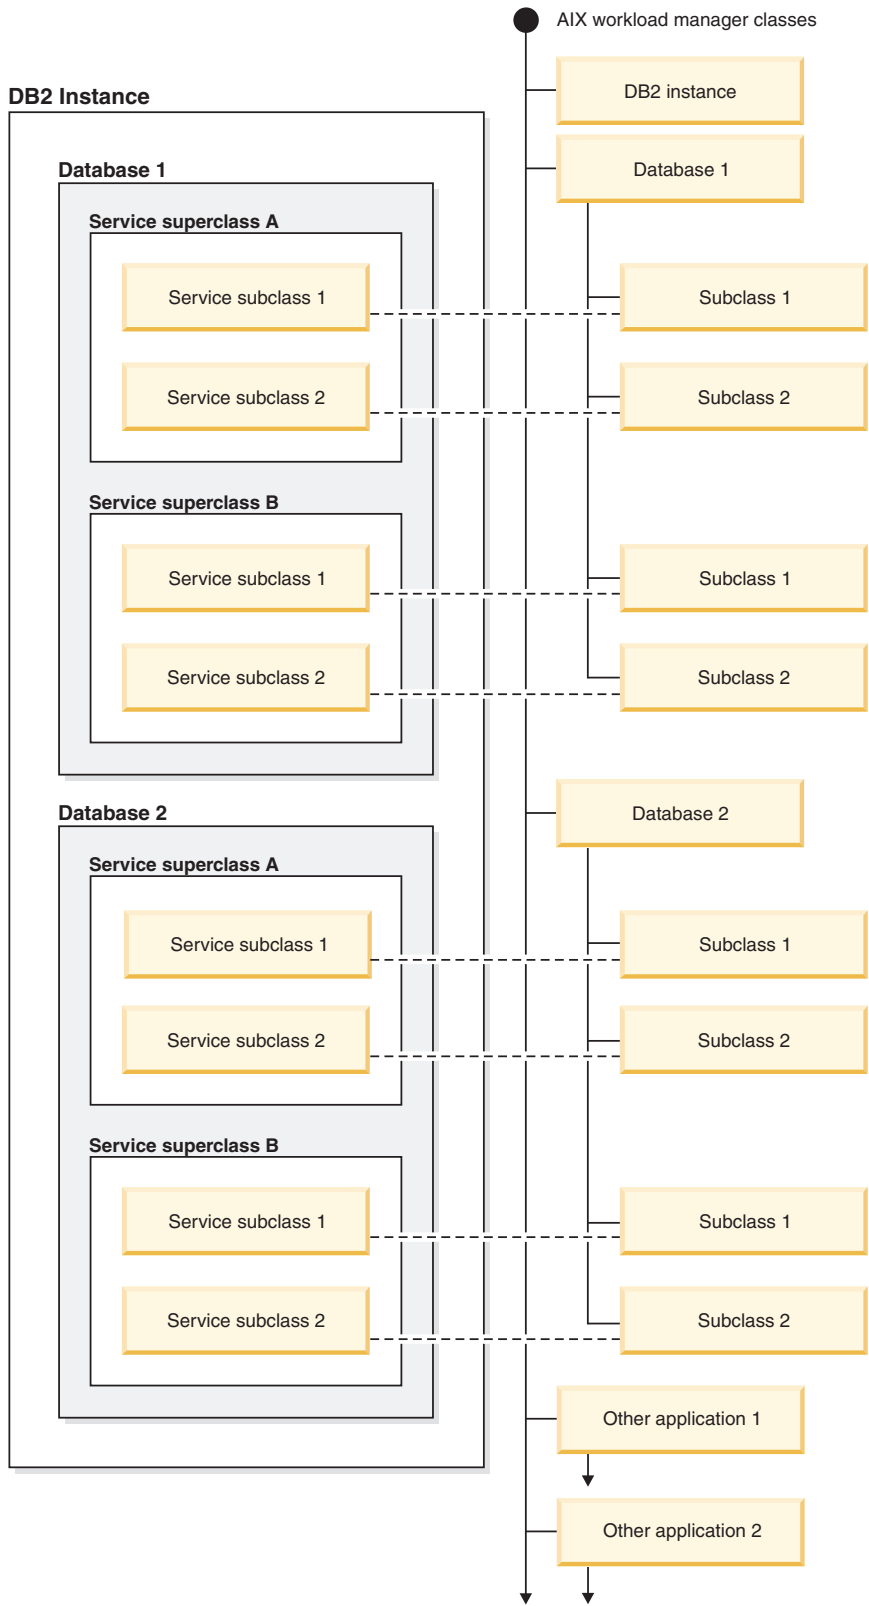 AIX workload manager classes
DB2 instance
DB2 Instance
Database 1
Database 1
Service superclass A
Service subclass 1
Subclass 1
Service subclass 2
Subclass 2
Service superclass B
Service subclass 1
Subclass 1
Service subclass 2
Subclass 2
Database 2
Database 2
Service superclass A
Service subclass 1
Subclass 1
Service subclass 2
Subclass 2
Service superclass B
Service subclass 1
Subclass 1
Service subclass 2
Subclass 2
Other application 1
Other application 2